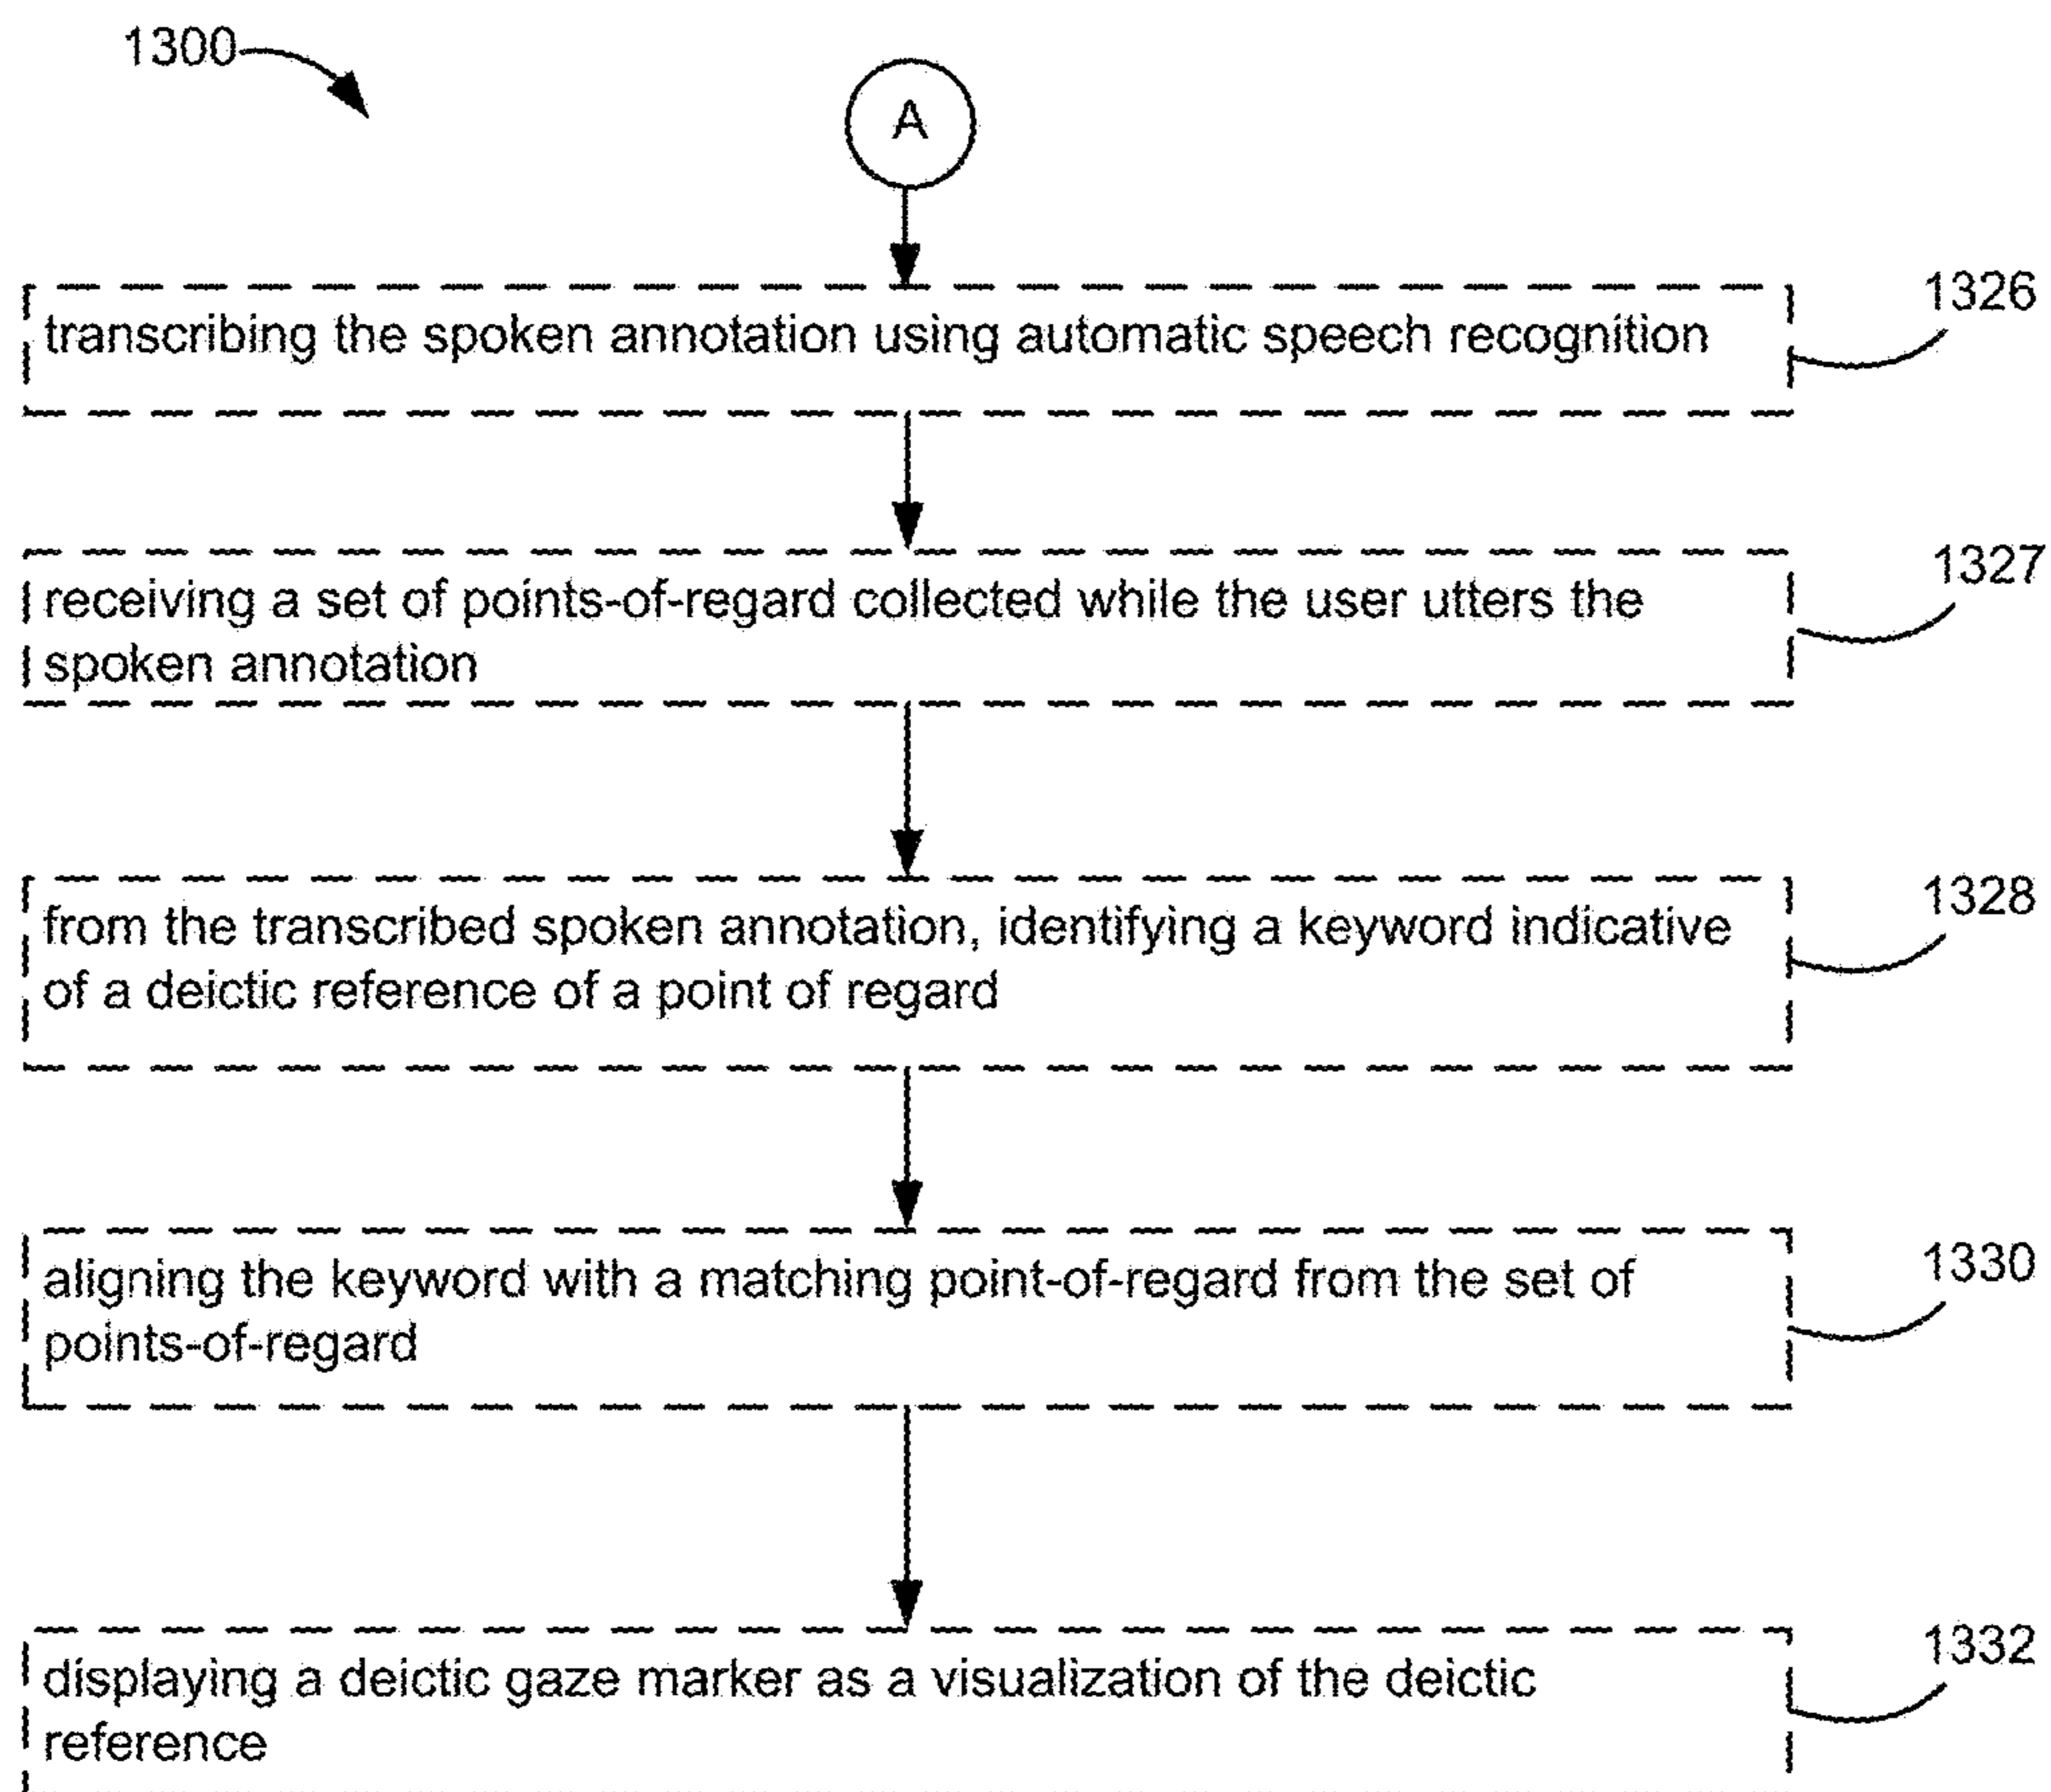 1300
A
transcribing the spoken annotation using automatic speech recognition
1326
receiving a set of points-of-regard collected while the user utters the
spoken annotation
1327
from the transcribed spoken annotation, identifying a keyword indicative
of a deictic reference of a point of regard
1328
aligning the keyword with a matching point-of-regard from the set of
points-of-regard
1330
displaying a deictic gaze marker as a visualization of the deictic
reference
1332